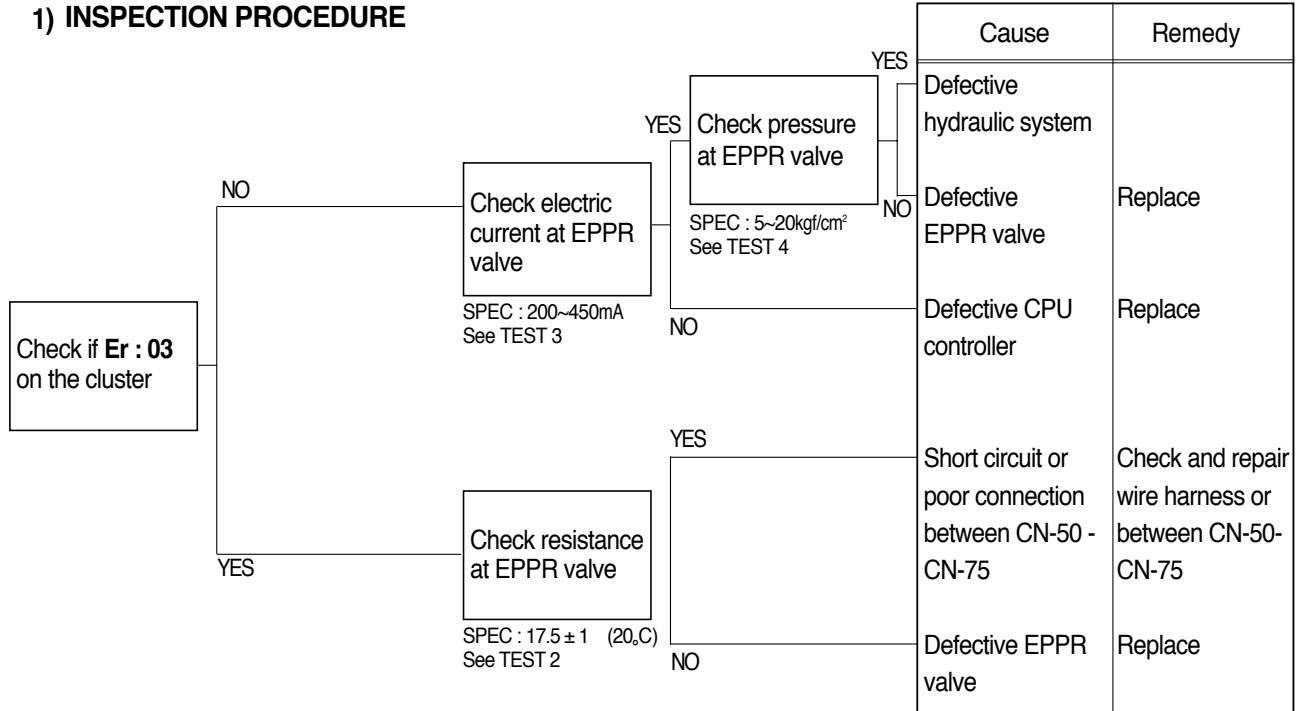 1) INSPECTION PROCEDURE
Cause
Remedy
YES
Defective
hydraulic system
YES
Check pressure
at EPPR valve
NO
Check electric
current at EPPR
valve
NO
Defective
EPPR valve
Replace
SPEC : 5~20kgf/cm²
See TEST 4
SPEC : 200~450mA
See TEST 3
NO
Defective CPU
controller
Replace
Check if Er : 03
on the cluster
YES
Short circuit or
poor connection
between CN-50 -
CN-75
Check and repair
wire harness or
between CN-50-
CN-75
Check resistance
at EPPR valve
YES
SPEC : 17.5 ± 1 (20°C)
See TEST 2
NO
Defective EPPR
valve
Replace